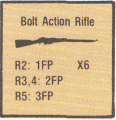 Bolt Action Rifle
R2: 1FP X6
R3,4: 2FP
R5: 3FP